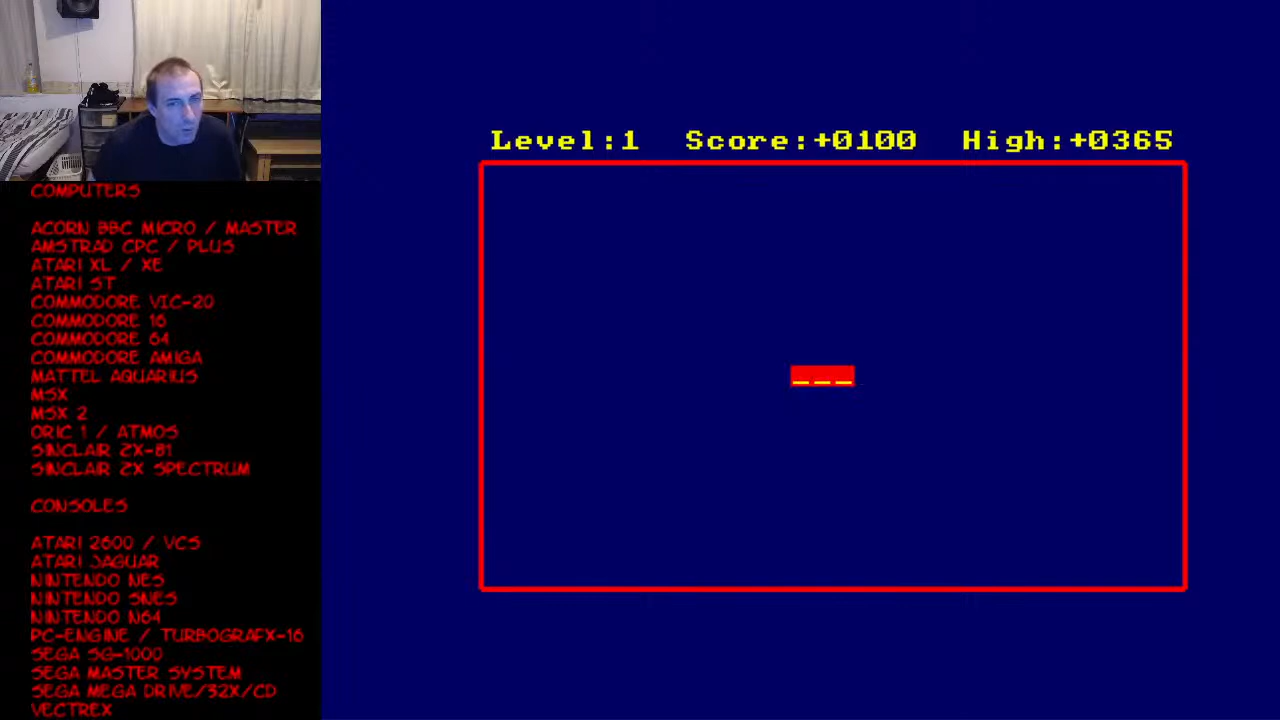 Level:1 Score:+0100 High:+0365
_ _ _
COMPUTERS
ACORN BBC MICRO / MASTER
AMSTRAD CPC / PLUS
ATARI XL / XE
ATARI ST
COMMODORE VIC-20
COMMODORE 16
COMMODORE 64
COMMODORE AMIGA
MATTEL AQUARIUS
MSX
MSX 2
ORIC 1 / ATMOS
SINCLAIR ZX-81
SINCLAIR ZX SPECTRUM
CONSOLES
ATARI 2600 / VCS
ATARI JAGUAR
NINTENDO NES
NINTENDO SNES
NINTENDO N64
PC-ENGINE / TURBOGRAFX-16
SEGA SG-1000
SEGA MASTER SYSTEM
SEGA MEGA DRIVE/32X/CD
VECTREX